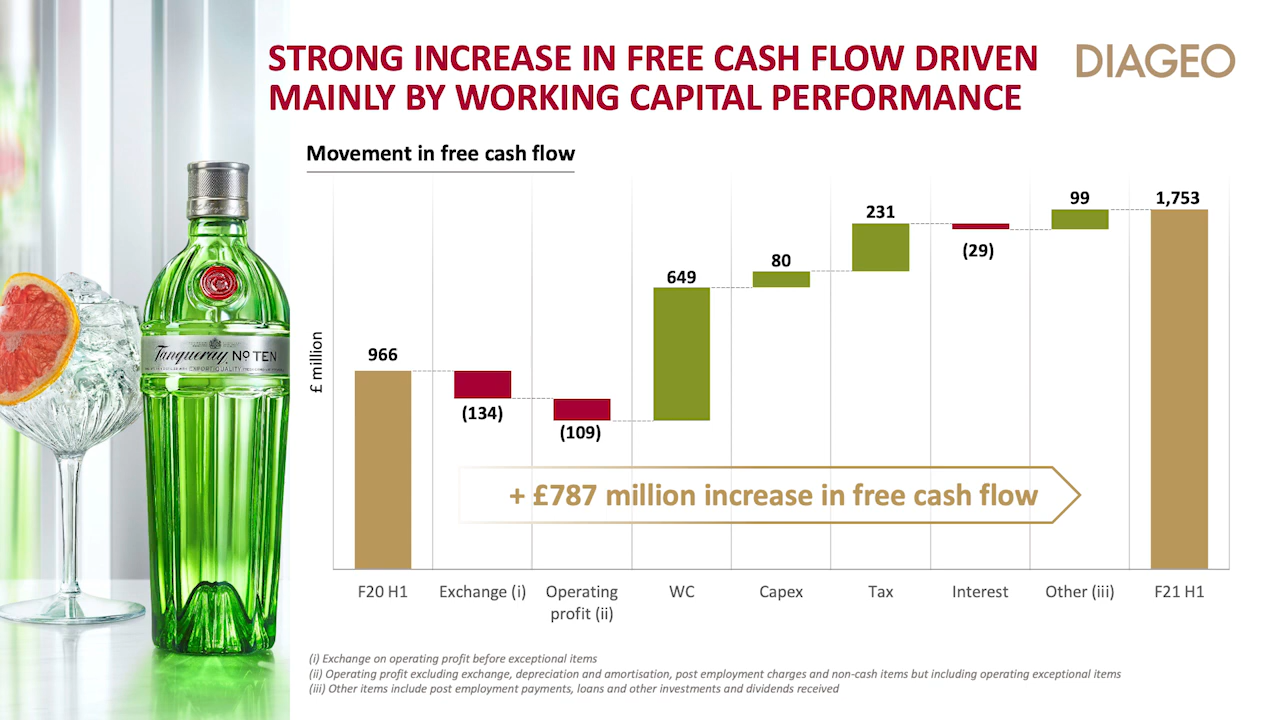 STRONG INCREASE IN FREE CASH FLOW DRIVEN
MAINLY BY WORKING CAPITAL PERFORMANCE
DIAGEO
Movement in free cash flow
£ million
966
(134)
(109)
649
80
231
(29)
99
1,753
+ £787 million increase in free cash flow
F20 H1
Exchange (i)
Operating
profit (ii)
WC
Capex
Tax
Interest
Other (iii)
F21 H1
(i) Exchange on operating profit before exceptional items
(ii) Operating profit excluding exchange, depreciation and amortisation, post employment charges and non-cash items but including operating exceptional items
(iii) Other items include post employment payments, loans and other investments and dividends received
Tanqueray Nº TEN
EXPORT QUALITY